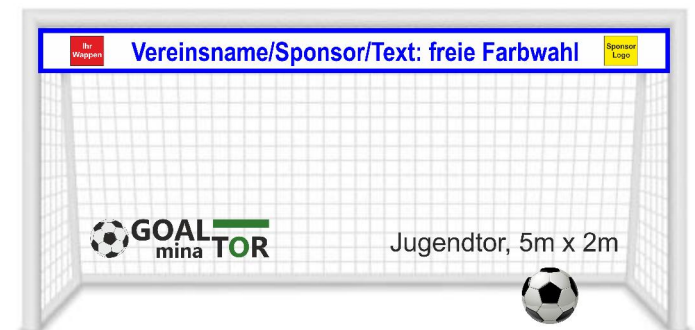 Ihr
Wappen
Vereinsname/Sponsor/Text: freie Farbwahl
Sponsor
Logo
GOAL
mina TOR
Jugendtor, 5m x 2m